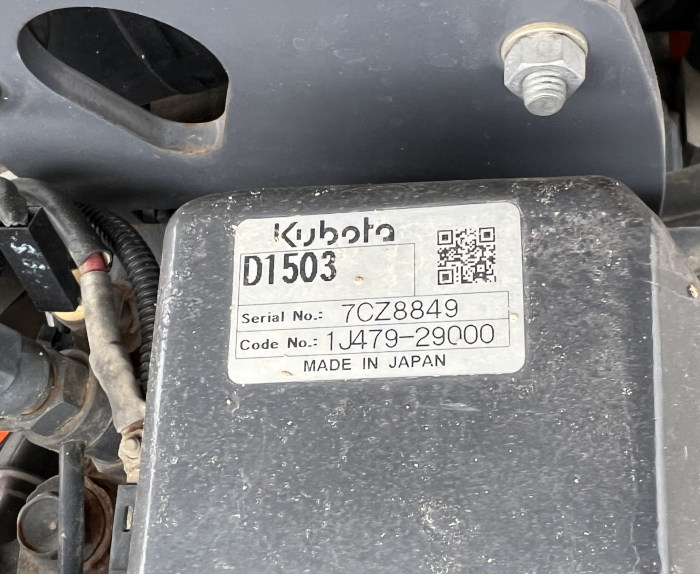 Kubota
D1503
Serial No.: 7CZ8849
Code No.: 1J479-29000
MADE IN JAPAN